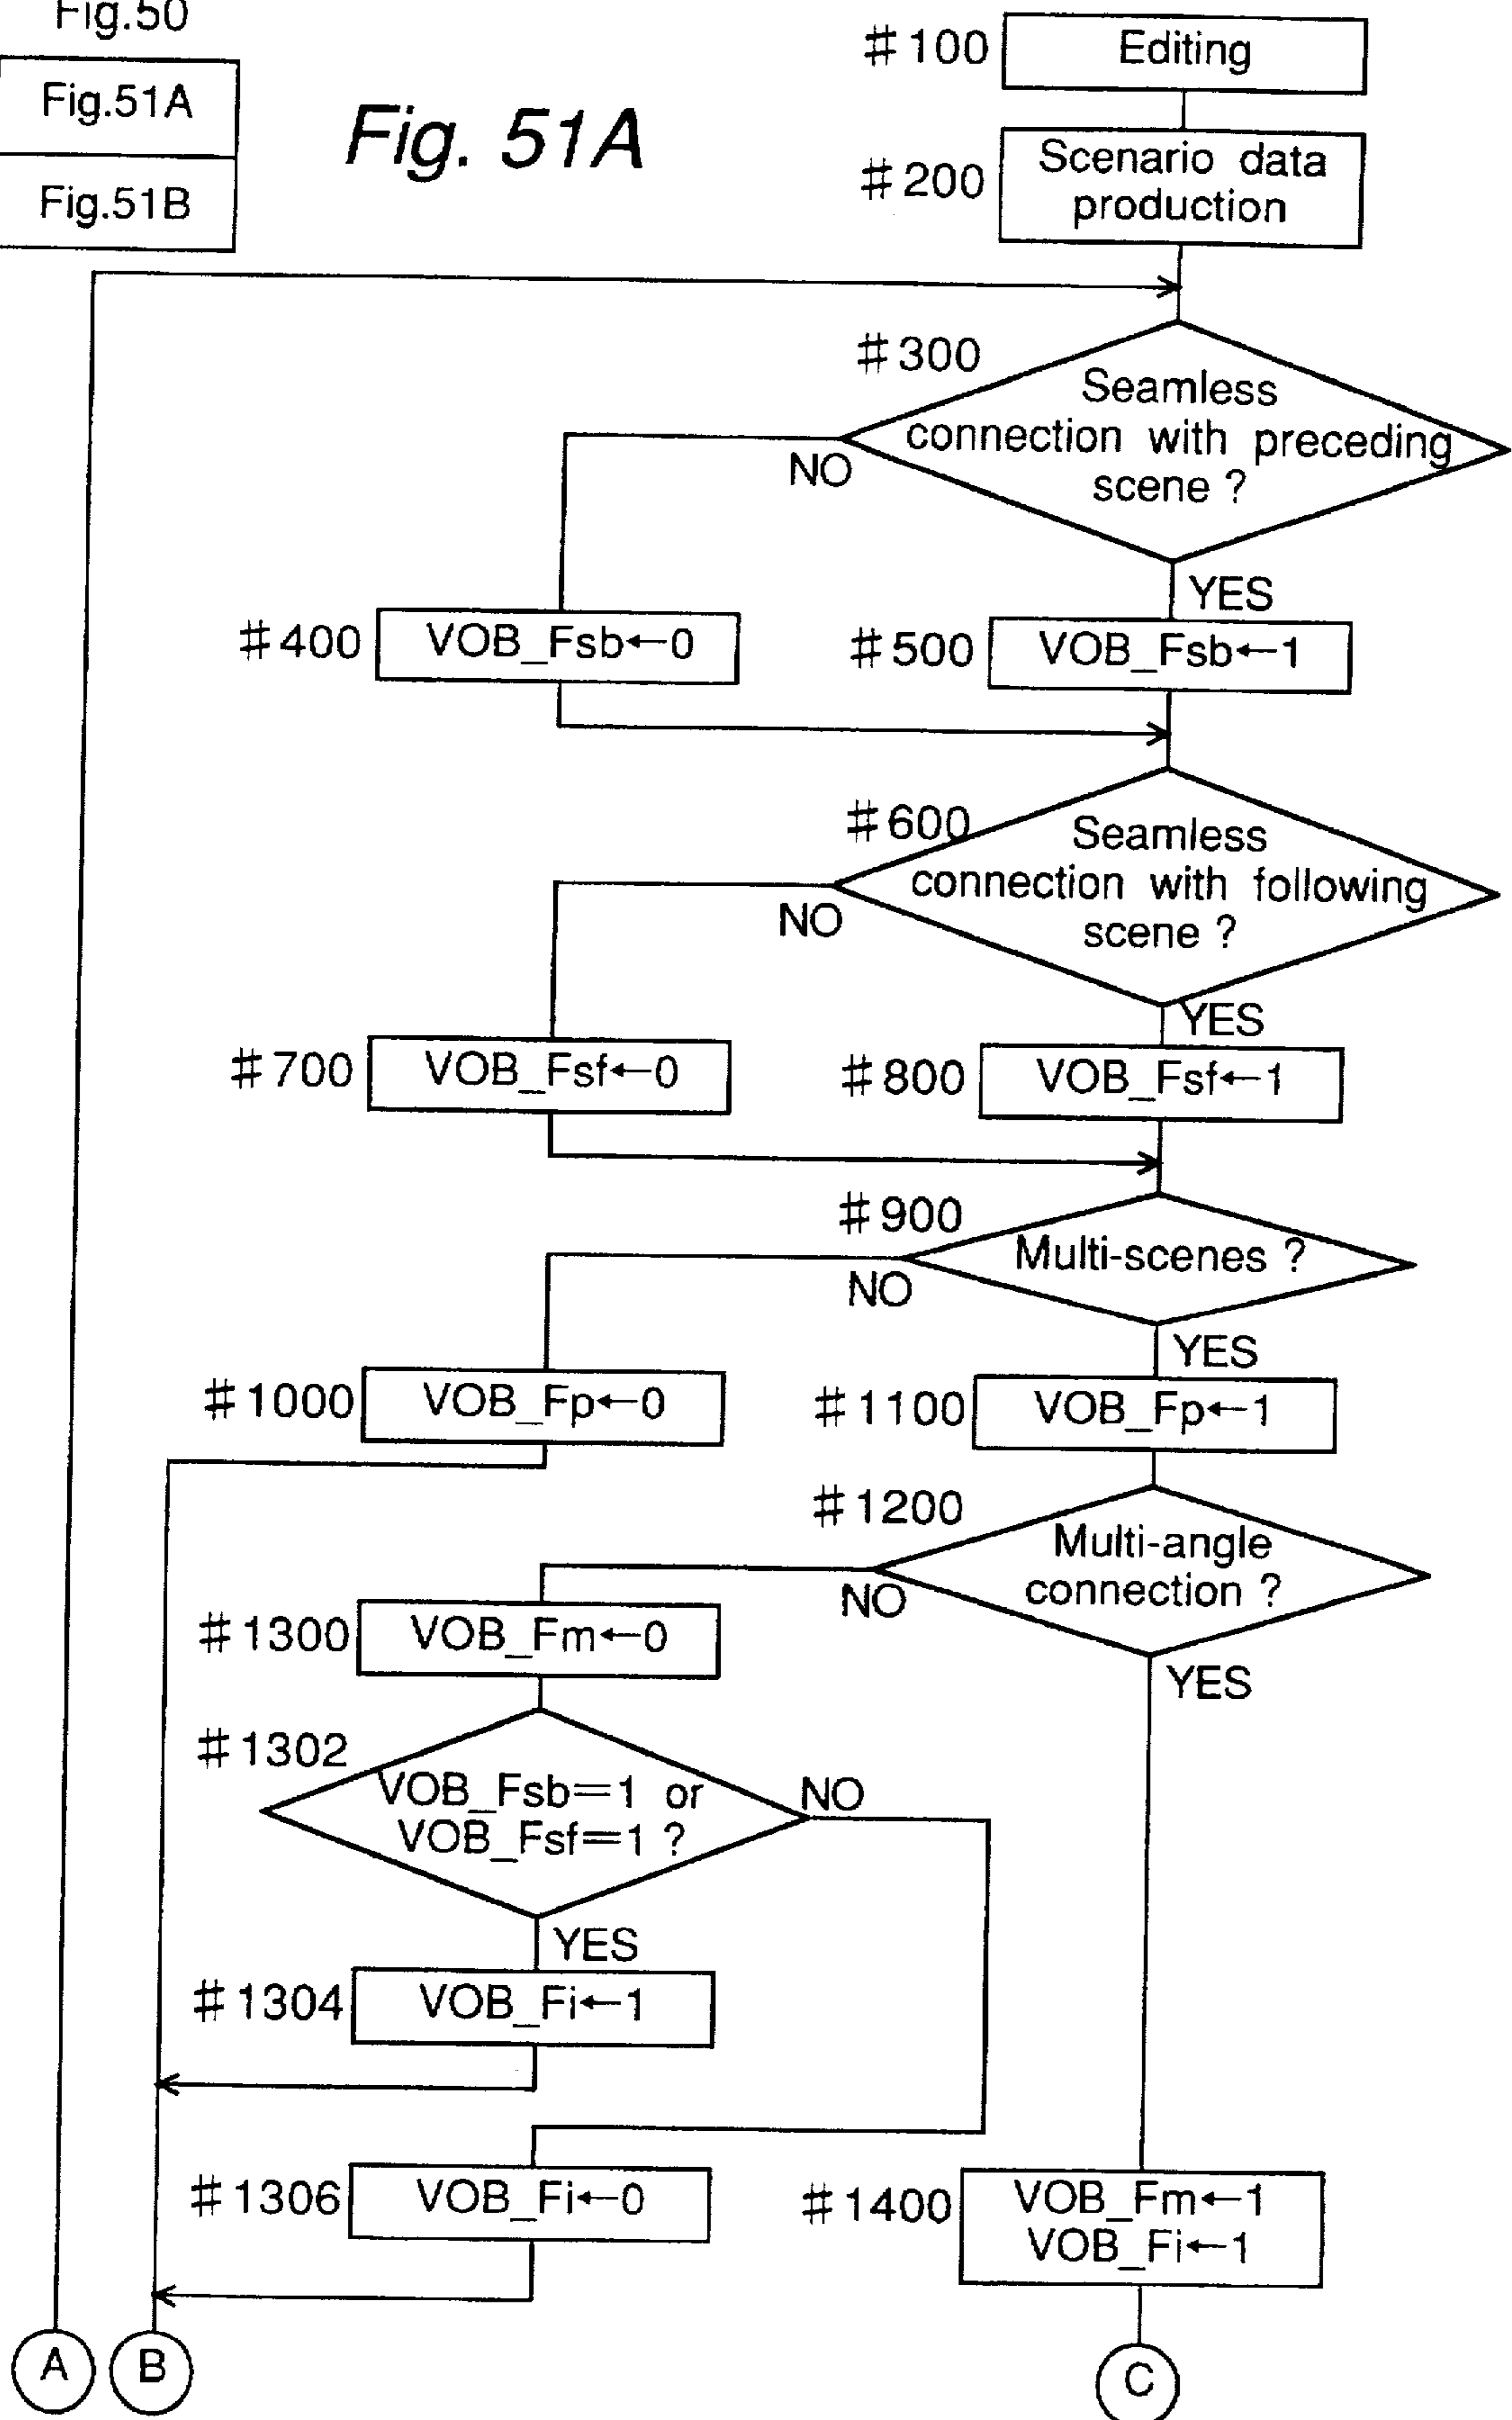 Fig.50
Fig.51A
Fig.51B
Fig. 51A
#100
Editing
#200
Scenario data
production
#300
Seamless
connection with preceding
scene ?
NO
YES
#400
VOB_Fsb←0
#500
VOB_Fsb←1
#600
Seamless
connection with following
scene ?
NO
YES
#700
VOB_Fsf←0
#800
VOB_Fsf←1
#900
Multi-scenes ?
NO
YES
#1000
VOB_Fp←0
#1100
VOB_Fp←1
#1200
Multi-angle
connection ?
NO
YES
#1300
VOB_Fm←0
#1302
VOB_Fsb=1 or
VOB_Fsf=1 ?
NO
YES
#1304
VOB_Fi←1
#1306
VOB_Fi←0
#1400
VOB_Fm←1
VOB_Fi←1
A
B
C